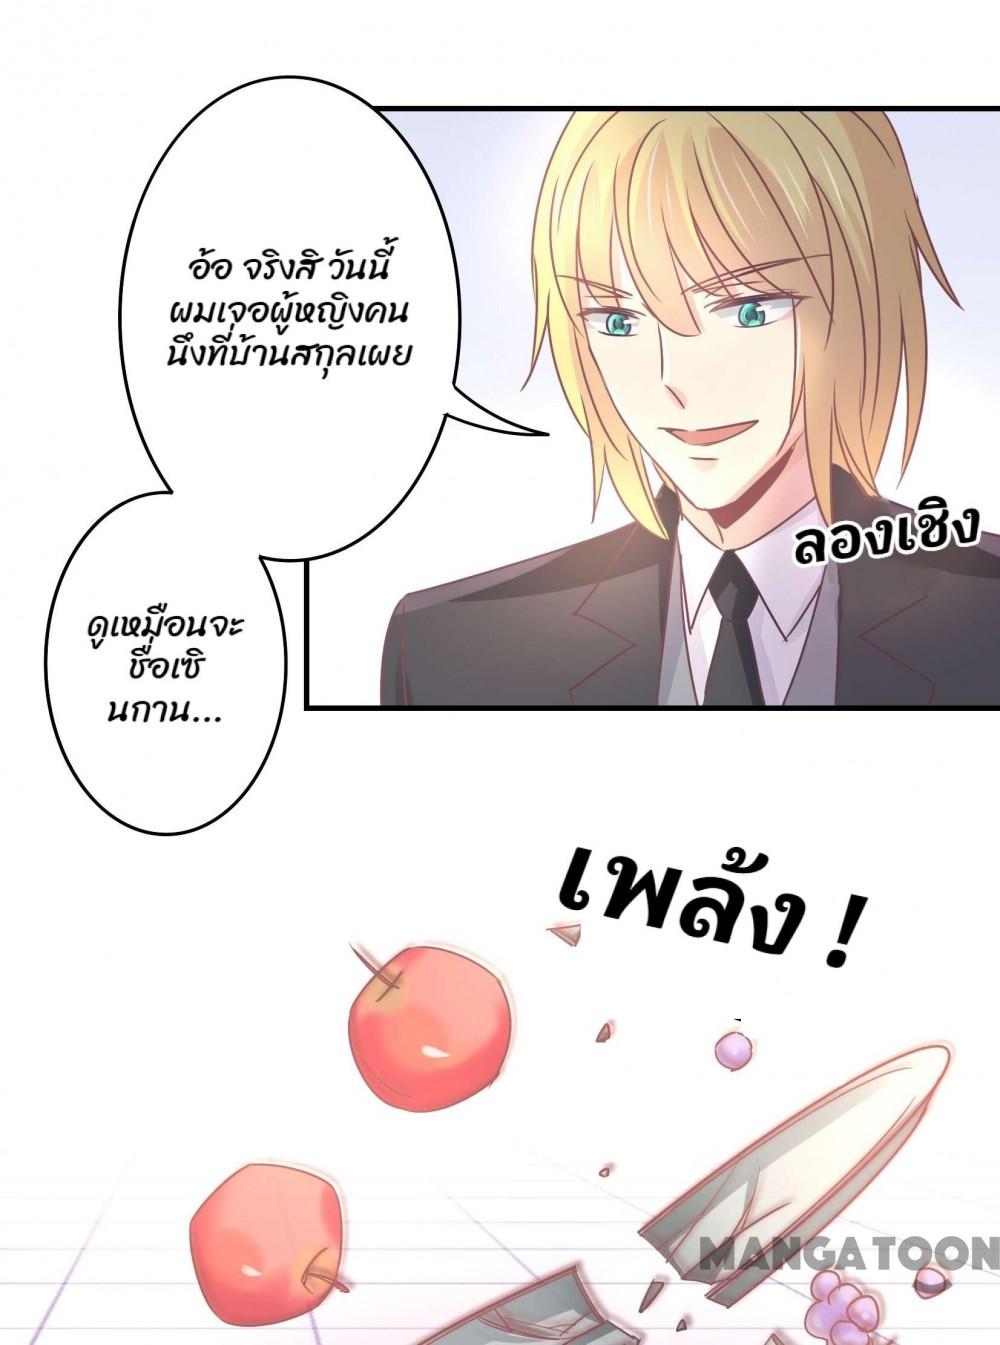 อ้อ จริงสิ วันนี้
ผมเจอผู้หญิงคน
นึงที่บ้านสกุลเผย
ลองเชิง
ดูเหมือนจะ
ชื่อเซิ
นกาน...
เพล้ง !
MANGATOON